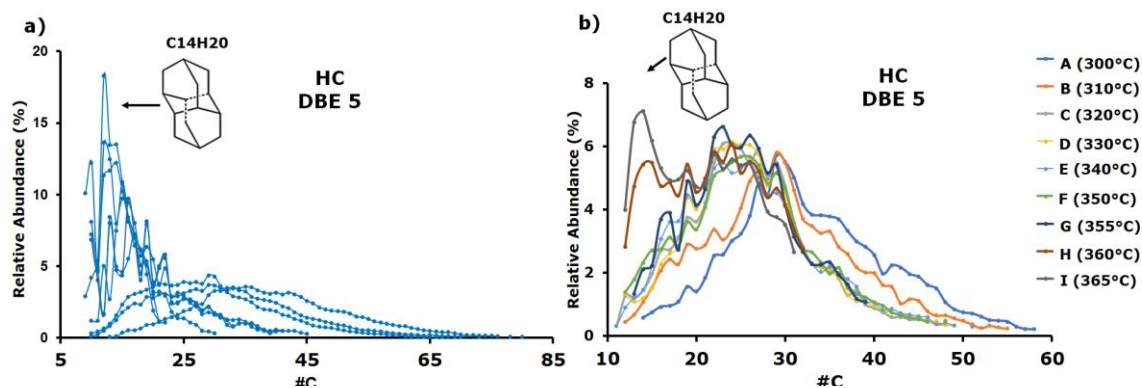 a)
C14H20
HC
DBE 5
Relative Abundance (%)
20
15
10
5
0
5
25
45
65
85
#C
b)
C14H20
HC
DBE 5
Relative Abundance (%)
8
6
4
2
0
10
20
30
40
50
60
#C
A (300°C)
B (310°C)
C (320°C)
D (330°C)
E (340°C)
F (350°C)
G (355°C)
H (360°C)
I (365°C)